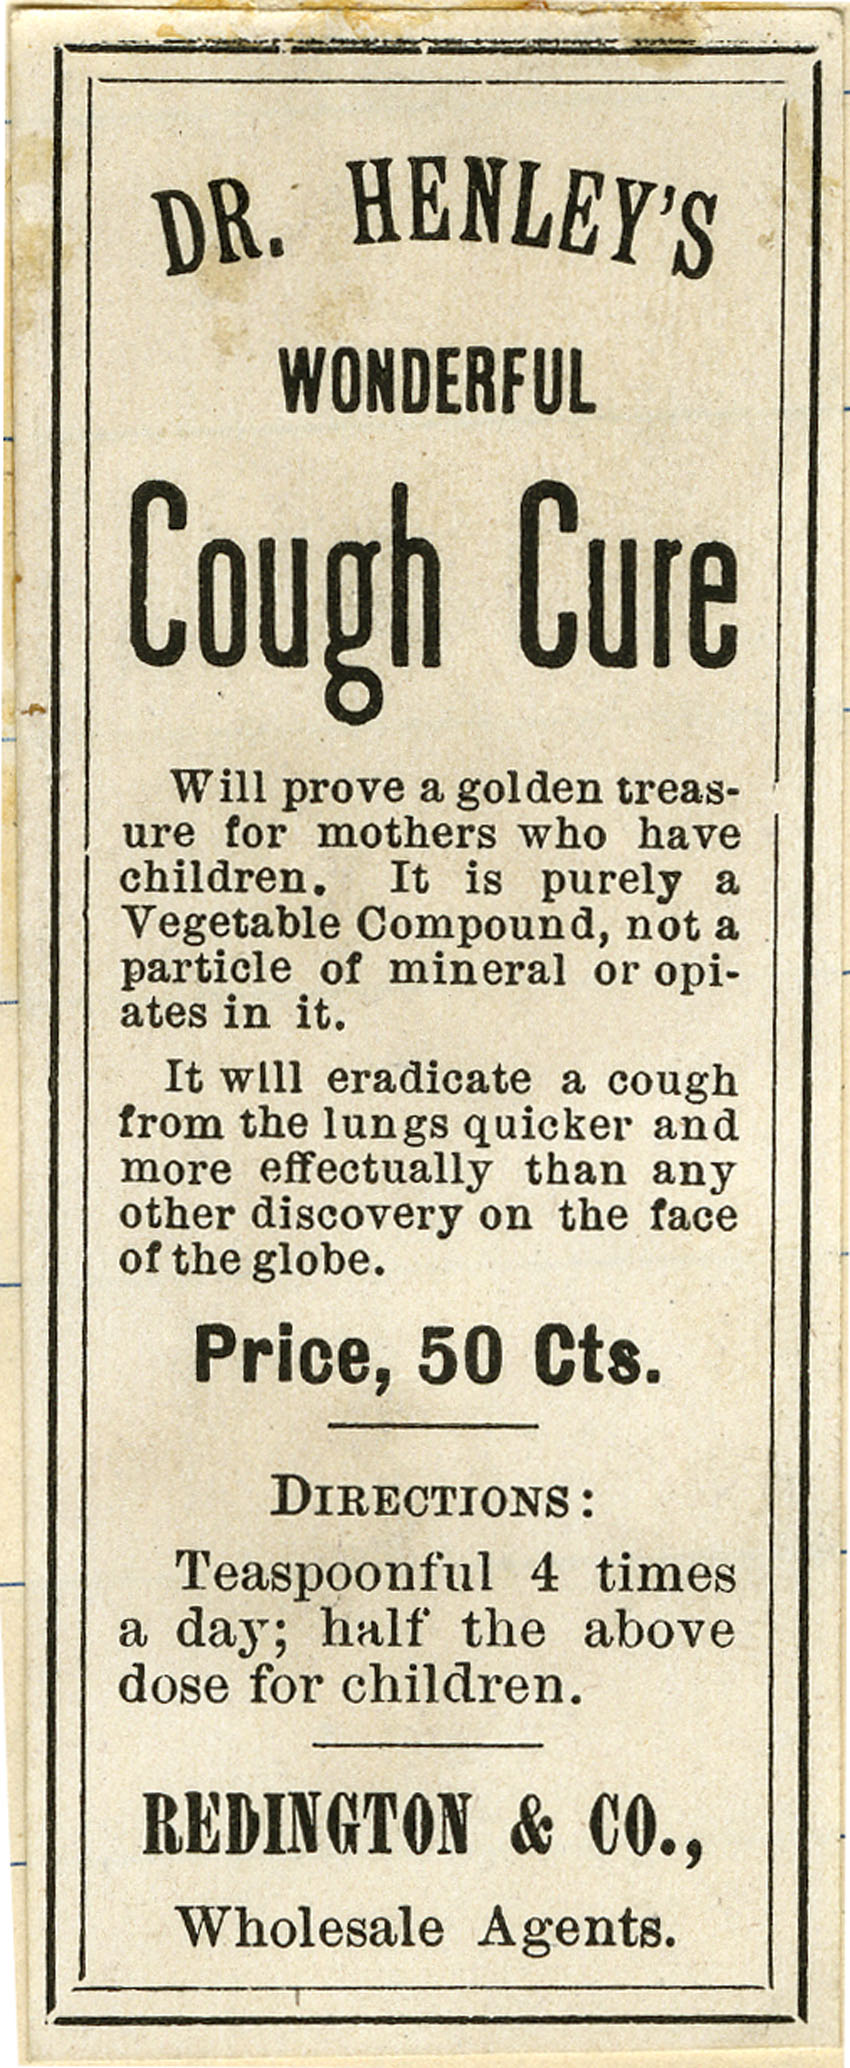 DR. HENLEY'S
WONDERFUL
Cough Cure
Will prove a golden treas-
ure for mothers who have
children. It is purely a
Vegetable Compound, not a
particle of mineral or opi-
ates in it.
It will eradicate a cough
from the lungs quicker and
more effectually than any
other discovery on the face
of the globe.
Price, 50 Cts.
DIRECTIONS:
Teaspoonful 4 times
a day; half the above
dose for children.
REDINGTON & CO.,
Wholesale Agents.